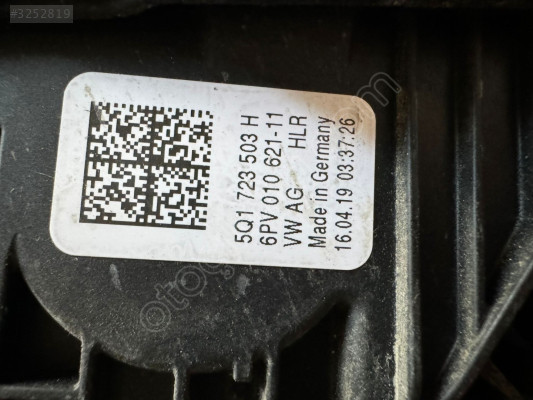 #3252819
5Q1 723 503 H
6PV 010 621-11
VW AG HLR
Made in Germany
16.04.19 03:37:26